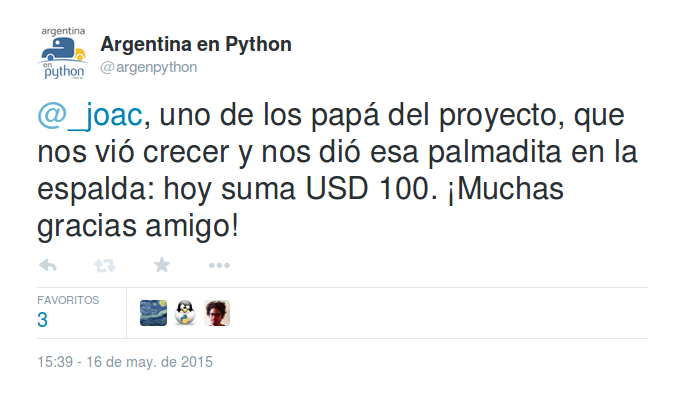 argentina
en
python
Argentina en Python
@argenpython
@_joac, uno de los papá del proyecto, que
nos vió crecer y nos dió esa palmadita en la
espalda: hoy suma USD 100. ¡Muchas
gracias amigo!
FAVORITOS
3
15:39 - 16 de may. de 2015